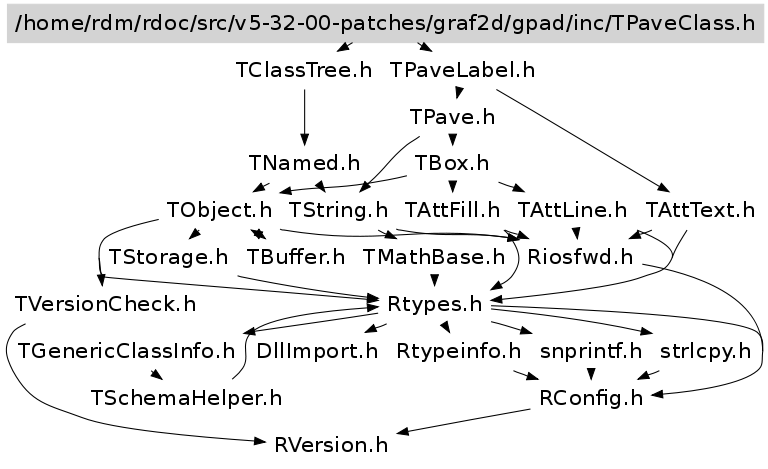 /home/rdm/rdoc/src/v5-32-00-patches/graf2d/gpad/inc/TPaveClass.h
TClassTree.h TPaveLabel.h
TPave.h
TNamed.h TBox.h
TObject.h TString.h TAttFill.h TAttLine.h TAttText.h
TStorage.h TBuffer.h TMathBase.h Riosfwd.h
TVersionCheck.h Rtypes.h
TGenericClassInfo.h DllImport.h Rtypeinfo.h snprintf.h strlcpy.h
TSchemaHelper.h RConfig.h
RVersion.h